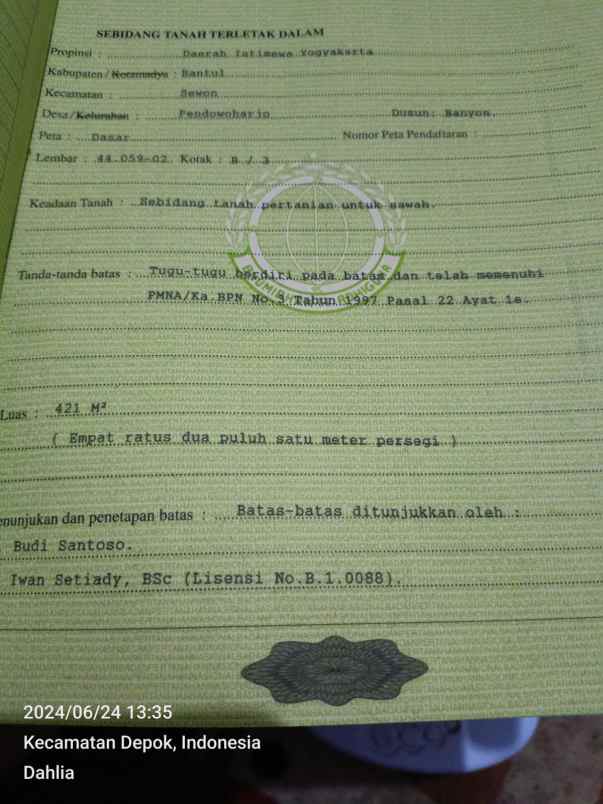 SEBIDANG TANAH TERLETAK DALAM
Propinsi : Daerah Istimewa Yogyakarta
Kabupaten / Kotamadya : Bantul
Kecamatan : Sewon
Desa / Kelurahan : Pendowoharjo Dusun: Banyon.
Peta : Dasar Nomor Peta Pendaftaran :
Lembar : 44.059-02 Kotak : B / 3
Keadaan Tanah : Sebidang tanah pertanian untuk sawah.
Tanda-tanda batas : Tugu-tugu berdiri pada batas dan telah memenuhi
PMNA/Ka.BPN No.3 Tahun 1997 Pasal 22 Ayat 1e.
Luas : 421 M²
( Empat ratus dua puluh satu meter persegi )
enunjukan dan penetapan batas : Batas-batas ditunjukkan oleh :
Budi Santoso.
Iwan Setiady, BSc (Lisensi No.B.1.0088).
2024/06/24 13:35
Kecamatan Depok, Indonesia
Dahlia